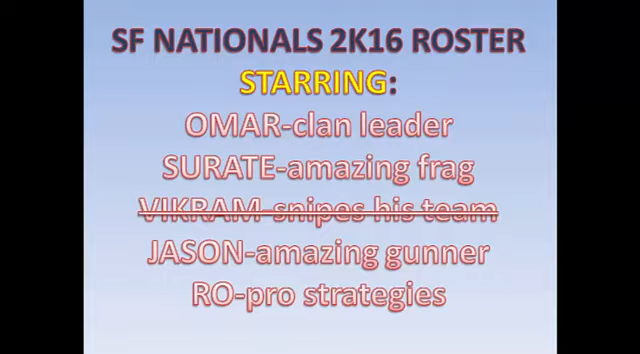 SF NATIONALS 2K16 ROSTER
STARRING:
OMAR-clan leader
SURATE-amazing frag
VIKRAM-snipes his team
JASON-amazing gunner
RO-pro strategies